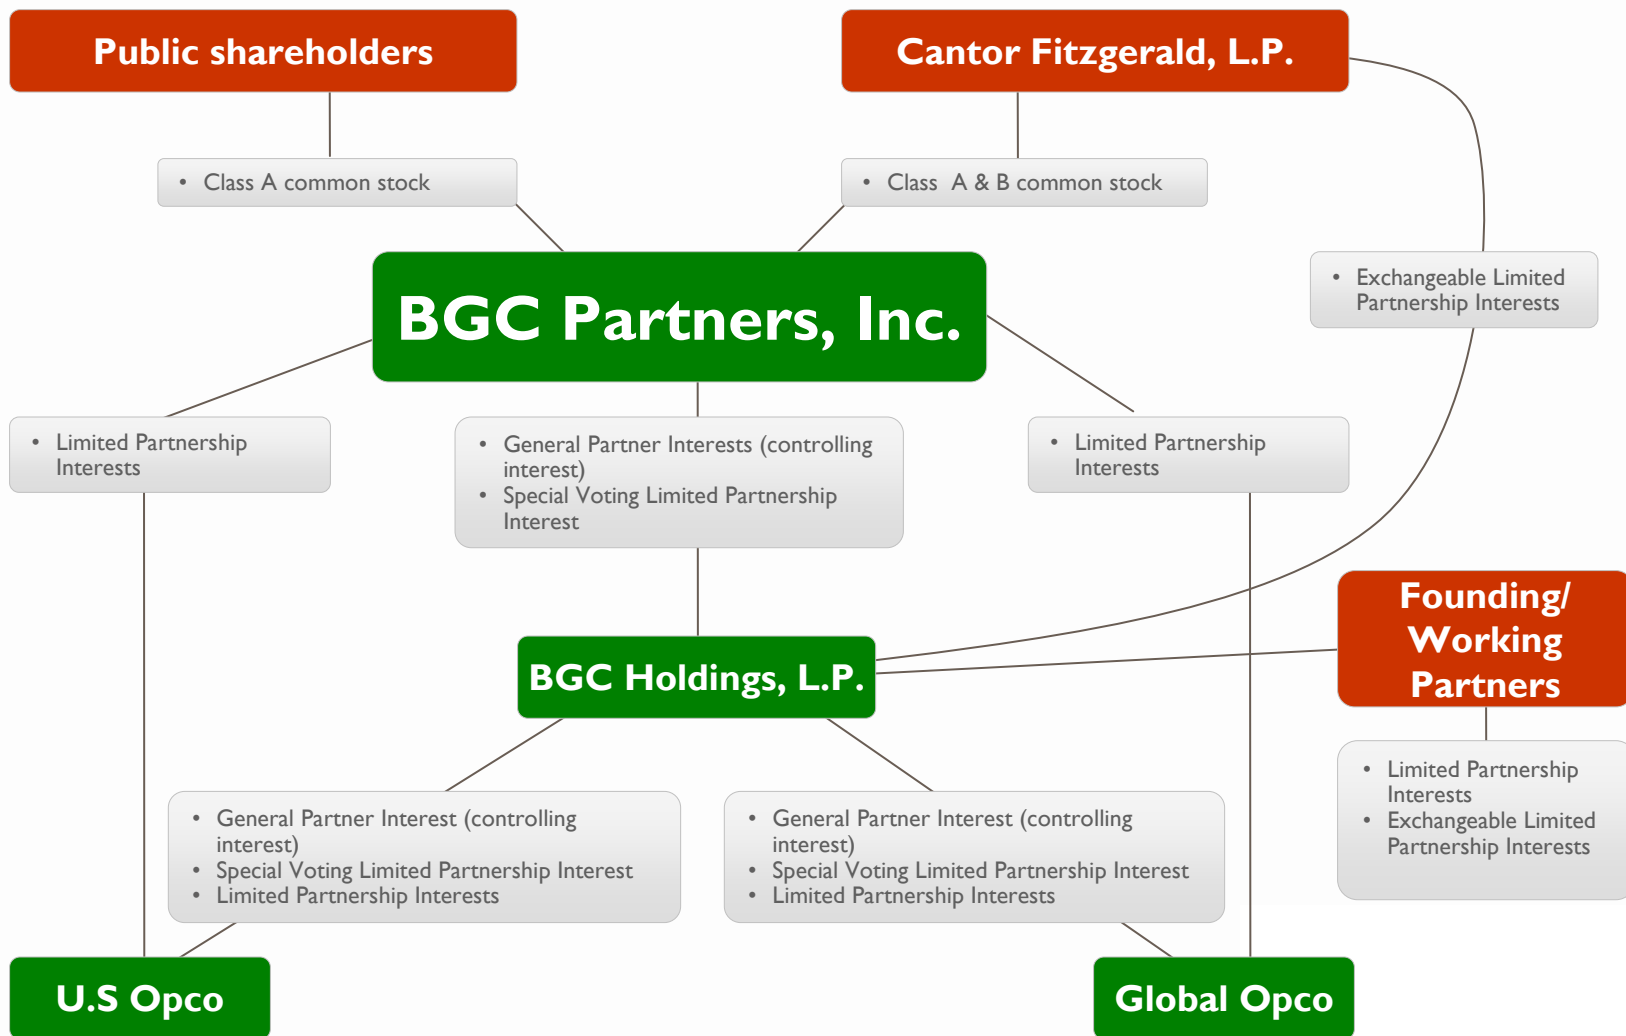 Public shareholders
Cantor Fitzgerald, L.P.
• Class A common stock
• Class A & B common stock
BGC Partners, Inc.
• Exchangeable Limited
Partnership Interests
• Limited Partnership
Interests
• General Partner Interests (controlling
interest)
• Special Voting Limited Partnership
Interest
• Limited Partnership
Interests
Founding/
Working
Partners
BGC Holdings, L.P.
• Limited Partnership
Interests
• Exchangeable Limited
Partnership Interests
• General Partner Interest (controlling
interest)
• Special Voting Limited Partnership Interest
• Limited Partnership Interests
• General Partner Interest (controlling
interest)
• Special Voting Limited Partnership Interest
• Limited Partnership Interests
U.S Opco
Global Opco